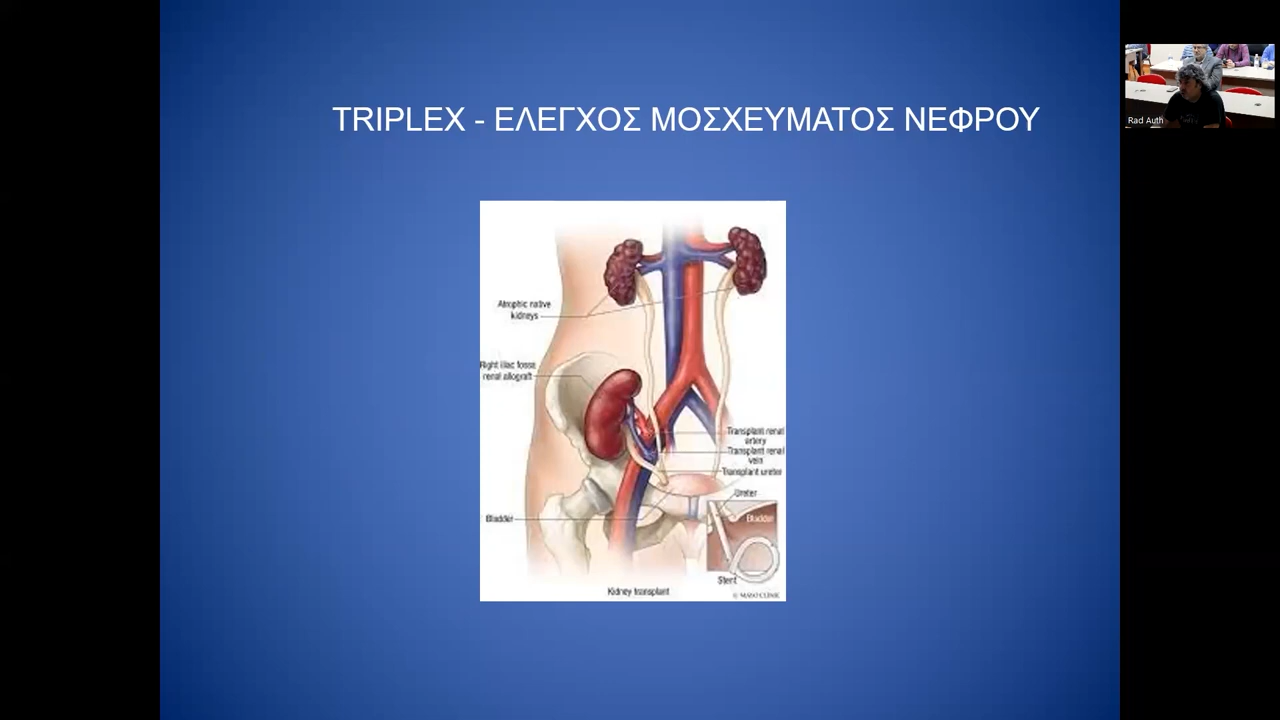 TRIPLEX - ΕΛΕΓΧΟΣ ΜΟΣΧΕΥΜΑΤΟΣ ΝΕΦΡΟΥ
Rad Auth
Atrophic native
kidneys
Right iliac fossa
renal allograft
Transplant renal
artery
Transplant renal
vein
Transplant ureter
Ureter
Bladder
Bladder
Stent
Kidney transplant
© MAYO CLINIC